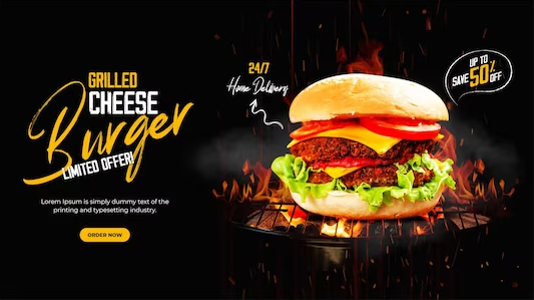 GRILLED
CHEESE
Burger
LIMITED OFFER!
Lorem Ipsum is simply dummy text of the
printing and typesetting industry.
ORDER NOW
24/7
Home Delivery
UP TO
SAVE 50% OFF